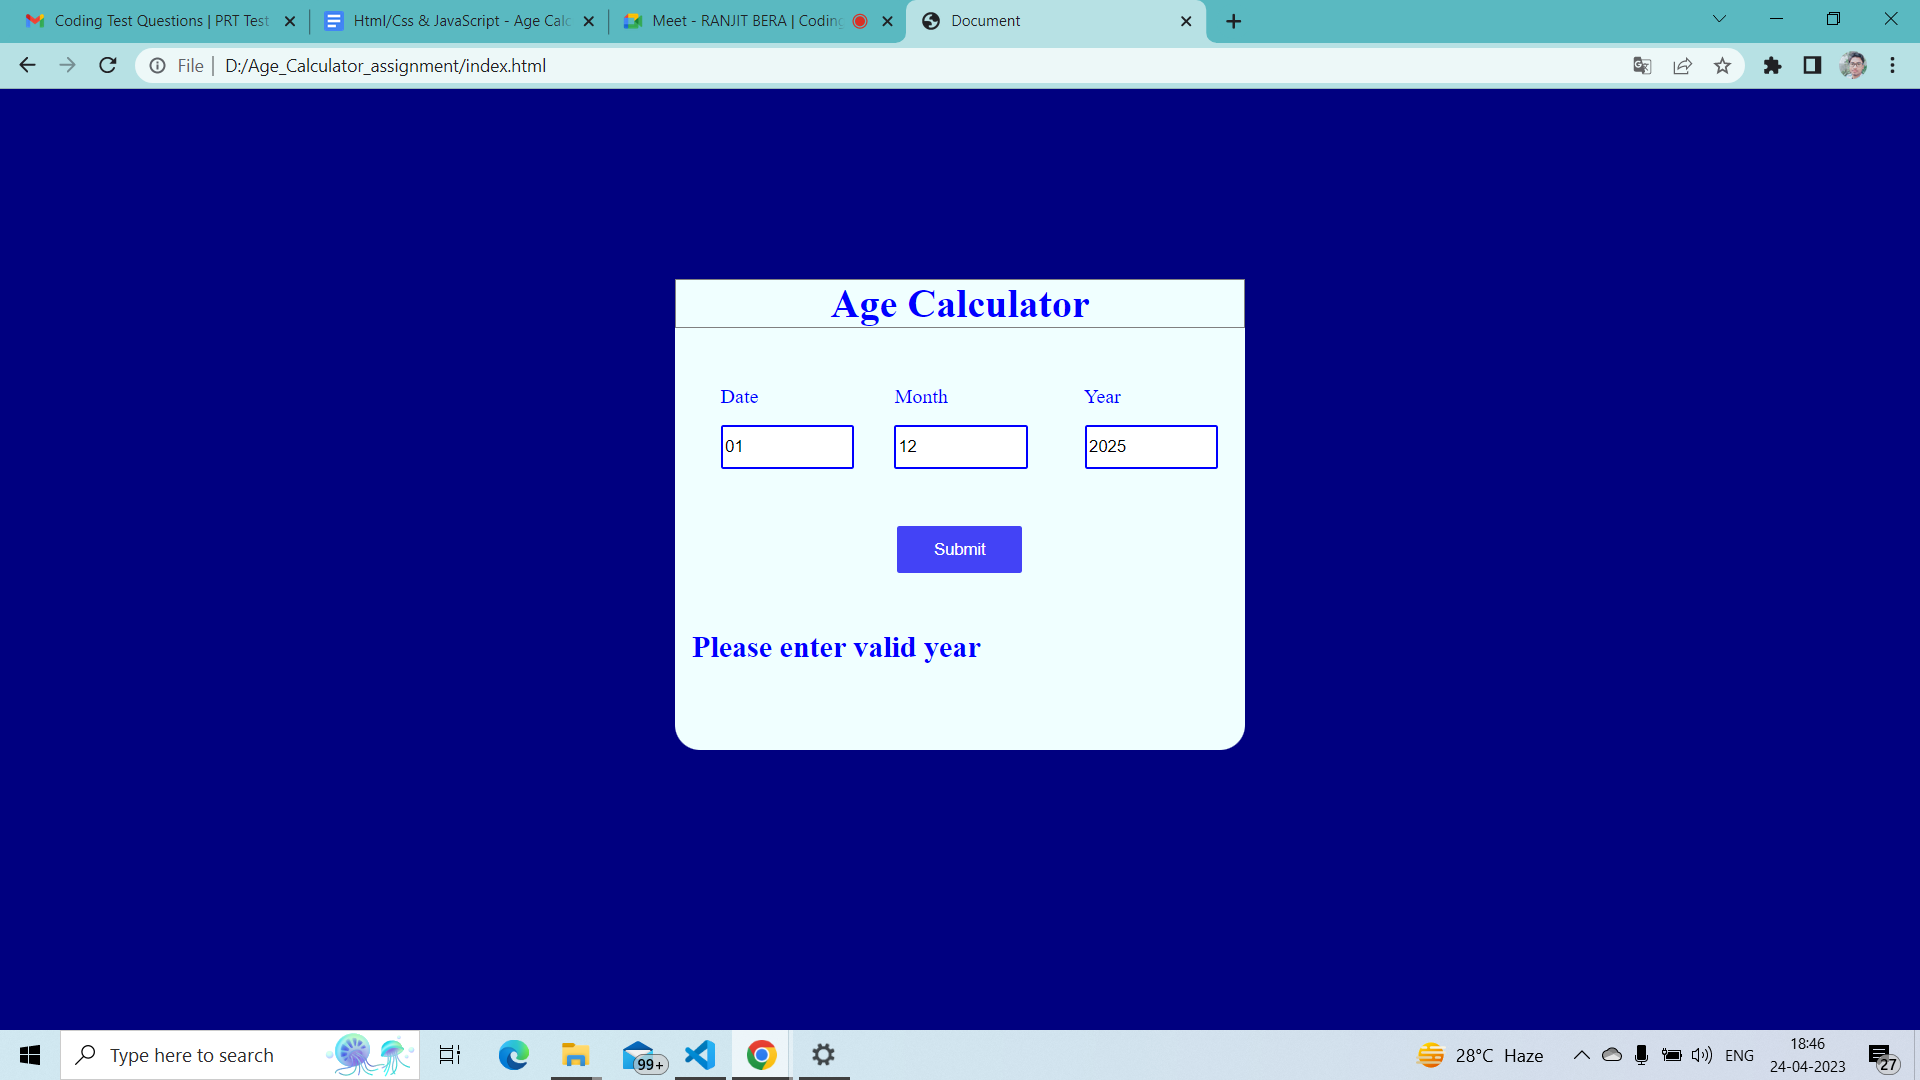 Coding Test Questions | PRT Test
Html/Css & JavaScript - Age Calc
Meet - RANJIT BERA | Coding
Document
File | D:/Age_Calculator_assignment/index.html
Age Calculator
Date Month Year
01 12 2025
Submit
Please enter valid year
Type here to search
99+
28°C Haze
ENG
18:46
24-04-2023
27